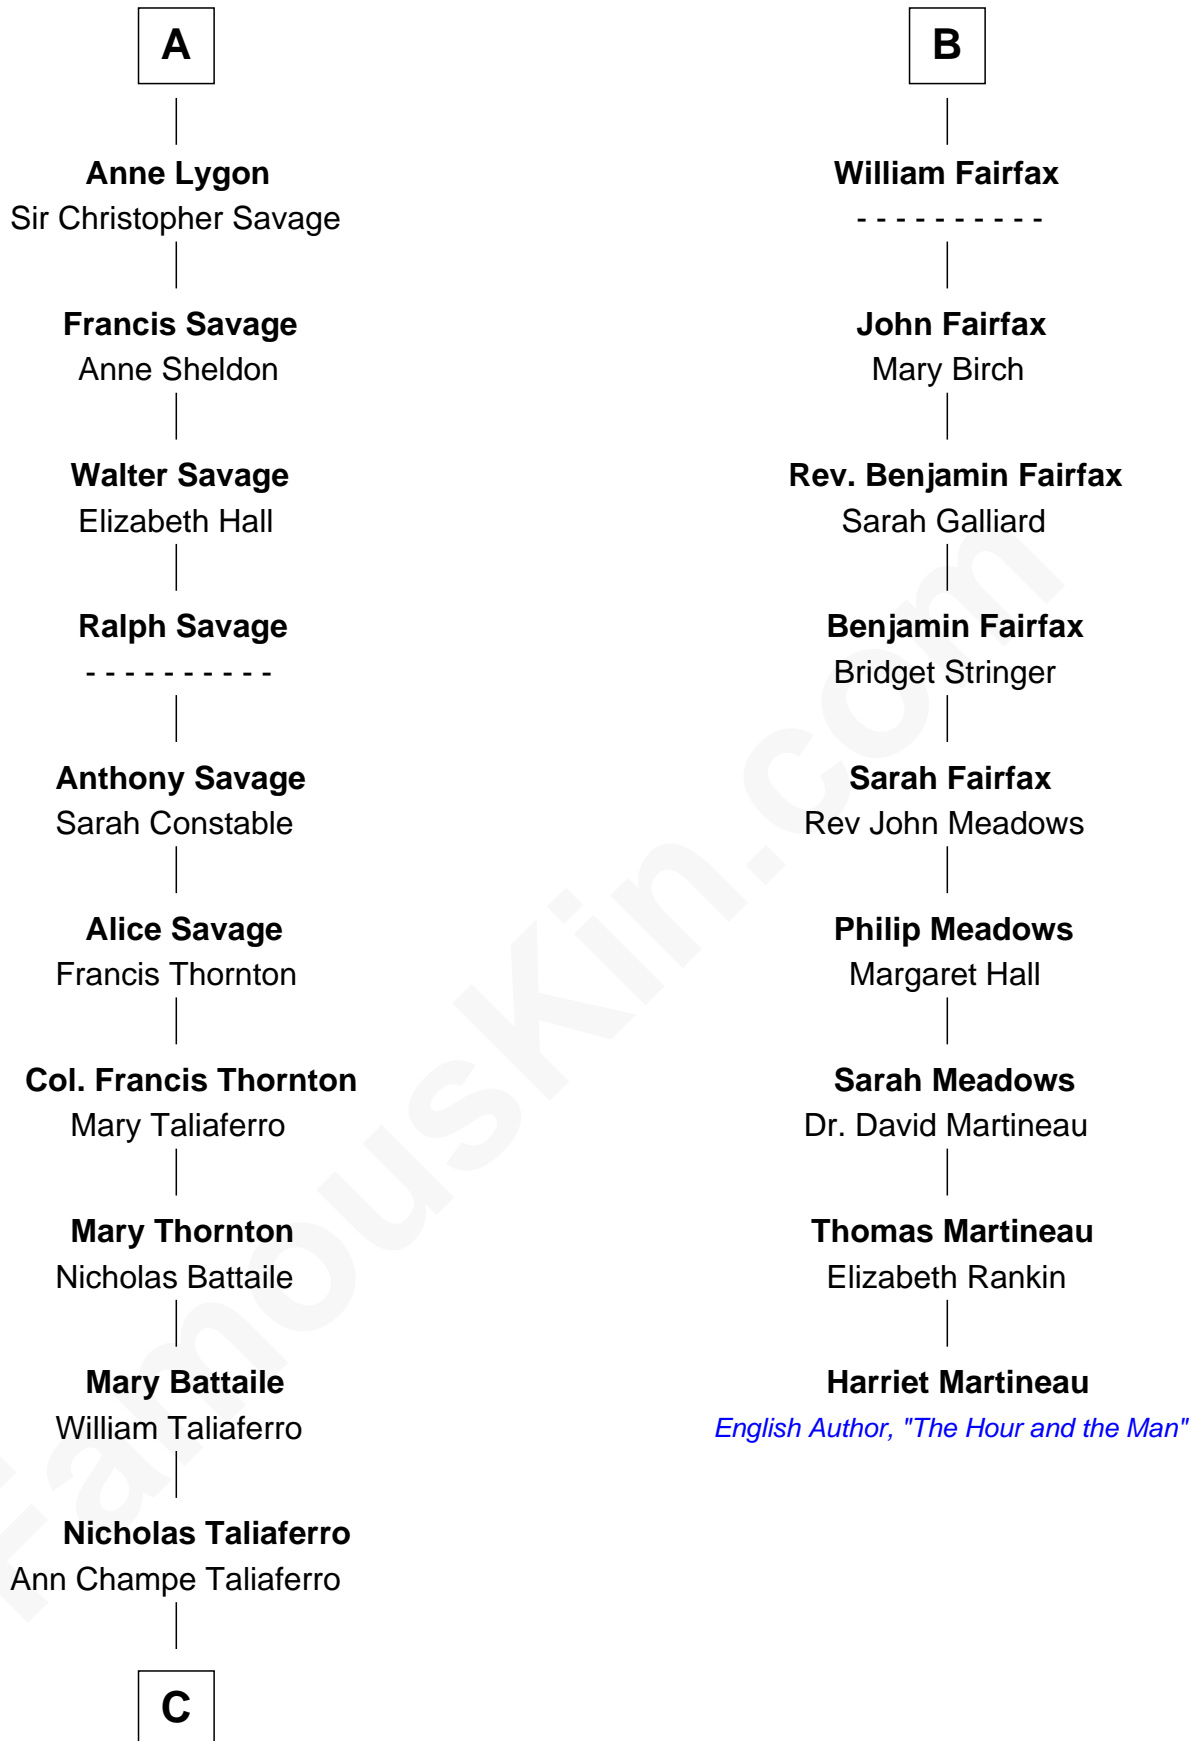 A
Anne Lygon
Sir Christopher Savage
Francis Savage
Anne Sheldon
Walter Savage
Elizabeth Hall
Ralph Savage
- - - - - - - - - -
Anthony Savage
Sarah Constable
Alice Savage
Francis Thornton
Col. Francis Thornton
Mary Taliaferro
Mary Thornton
Nicholas Battaile
Mary Battaile
William Taliaferro
Nicholas Taliaferro
Ann Champe Taliaferro
C
B
William Fairfax
- - - - - - - - - -
John Fairfax
Mary Birch
Rev. Benjamin Fairfax
Sarah Galliard
Benjamin Fairfax
Bridget Stringer
Sarah Fairfax
Rev John Meadows
Philip Meadows
Margaret Hall
Sarah Meadows
Dr. David Martineau
Thomas Martineau
Elizabeth Rankin
Harriet Martineau
English Author, "The Hour and the Man"
FamousKin.com